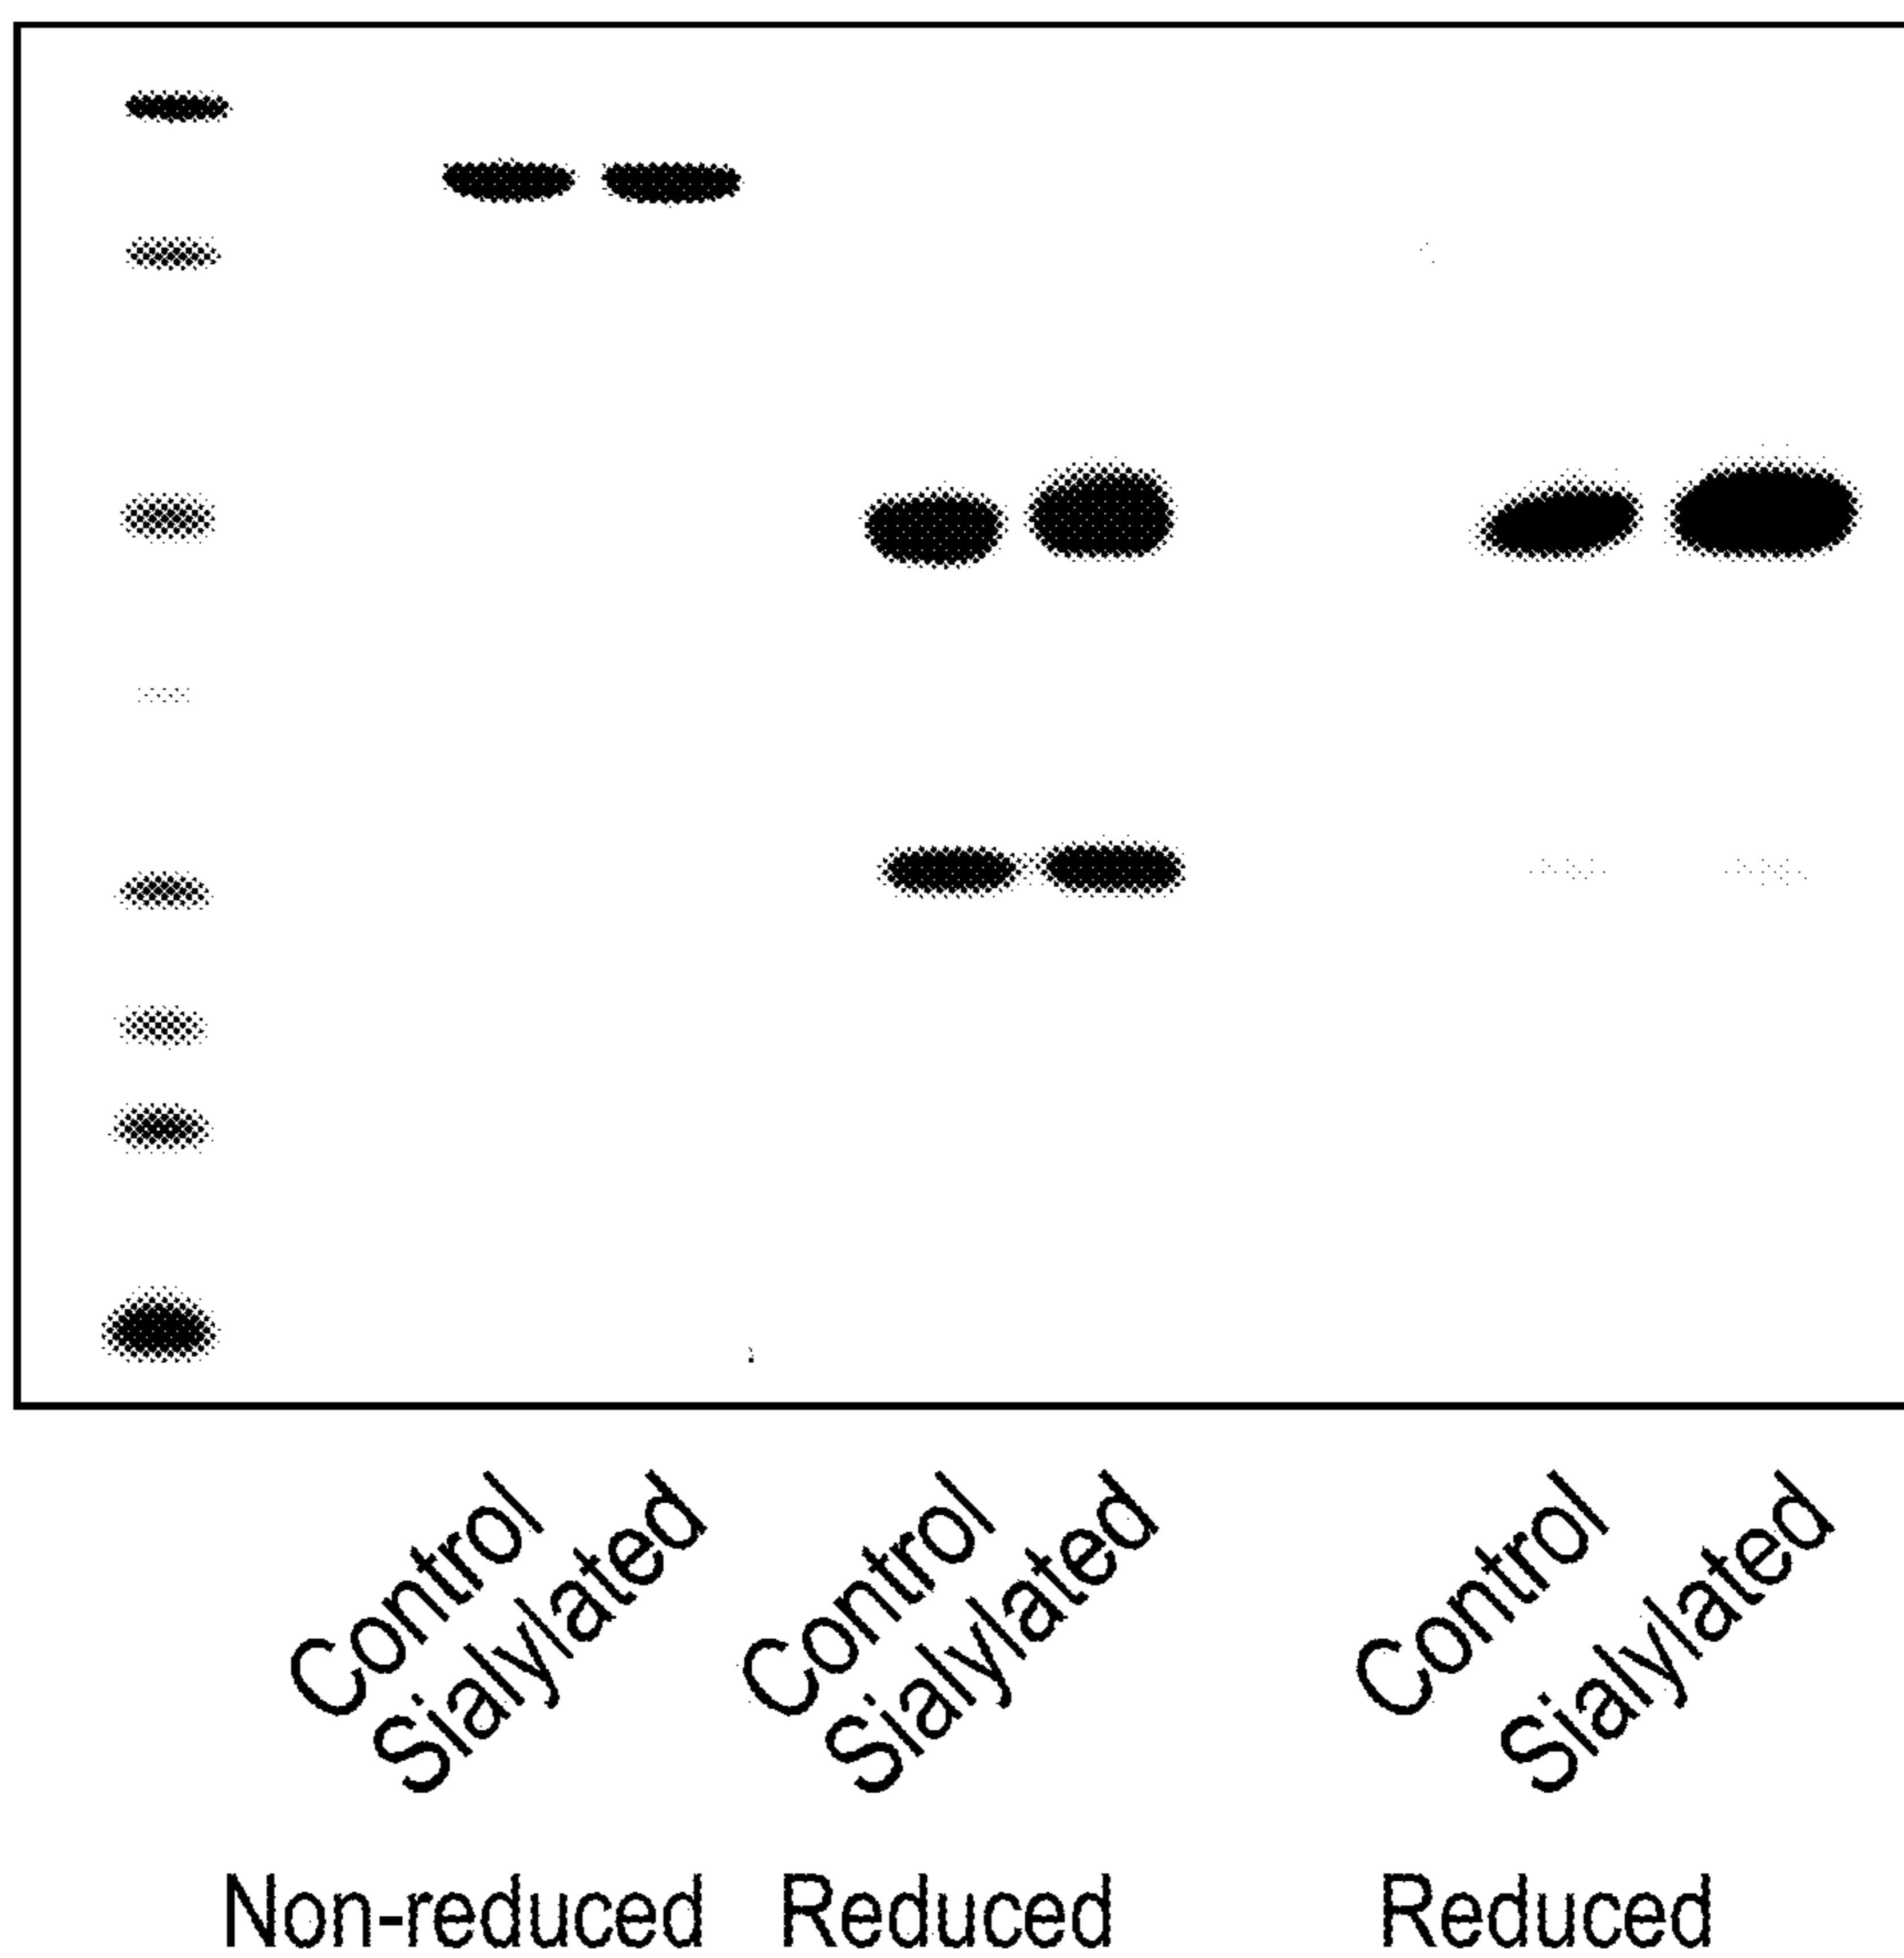 Control
Sialylated
Control
Sialylated
Control
Sialylated
Non-reduced
Reduced
Reduced